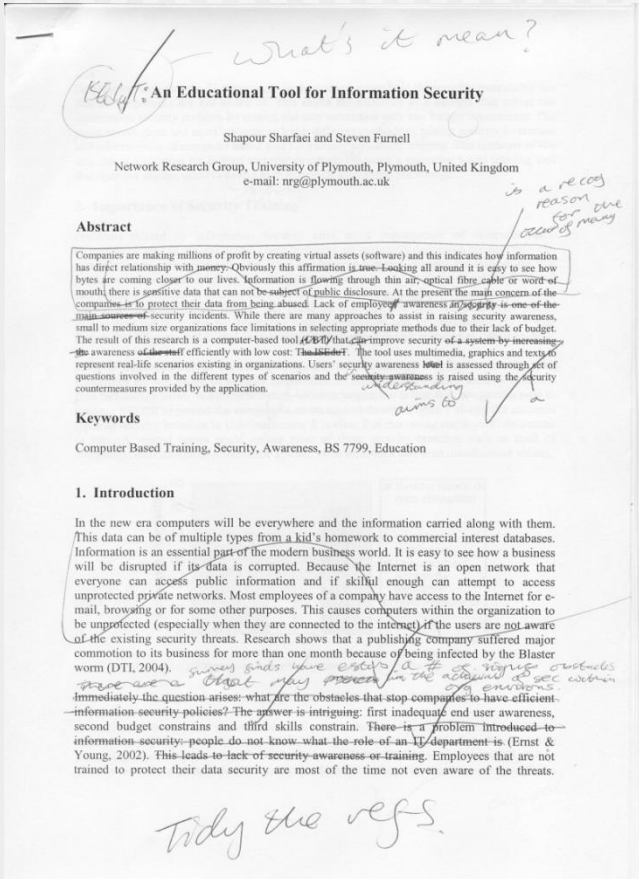 what's it mean?
ISEduT: An Educational Tool for Information Security
Shapour Sharfaei and Steven Furnell
Network Research Group, University of Plymouth, Plymouth, United Kingdom
e-mail: nrg@plymouth.ac.uk
is a recog
reason
for the
of many
Abstract
Companies are making millions of profit by creating virtual assets (software) and this indicates how information
has direct relationship with money. Obviously this affirmation is true. Looking all around it is easy to see how
bytes are coming closer to our lives. Information is flowing through thin air, optical fibre cable or word of
mouth; there is sensitive data that can not be subject of public disclosure. At the present the main concern of the
companies is to protect their data from being abused. Lack of employees awareness in security is one of the
main sources of security incidents. While there are many approaches to assist in raising security awareness,
small to medium size organizations face limitations in selecting appropriate methods due to their lack of budget.
The result of this research is a computer-based tool (CBT) that can improve security of a system by increasing
the awareness of the staff efficiently with low cost: The ISEduT. The tool uses multimedia, graphics and texts to
represent real-life scenarios existing in organizations. Users' security awareness level is assessed through set of
questions involved in the different types of scenarios and the security awareness is raised using the security
understanding
countermeasures provided by the application.
aims to
a
Keywords
Computer Based Training, Security, Awareness, BS 7799, Education
1. Introduction
In the new era computers will be everywhere and the information carried along with them.
This data can be of multiple types from a kid's homework to commercial interest databases.
Information is an essential part of the modern business world. It is easy to see how a business
will be disrupted if its data is corrupted. Because the Internet is an open network that
everyone can access public information and if skilful enough can attempt to access
unprotected private networks. Most employees of a company have access to the Internet for e-
mail, browsing or for some other purposes. This causes computers within the organization to
be unprotected (especially when they are connected to the internet) if the users are not aware
of the existing security threats. Research shows that a publishing company suffered major
commotion to its business for more than one month because of being infected by the Blaster
worm (DTI, 2004).
survey finds have a # of obstacles
there are a that may in the of sec within
org environs.
Immediately the question arises: what are the obstacles that stop companies to have efficient
information security policies? The answer is intriguing: first inadequate end user awareness,
second budget constrains and third skills constrain. There is a problem introduced to
information security: people do not know what the role of an IT department is (Ernst &
Young, 2002). This leads to lack of security awareness or training. Employees that are not
trained to protect their data security are most of the time not even aware of the threats.
Tidy the refs.